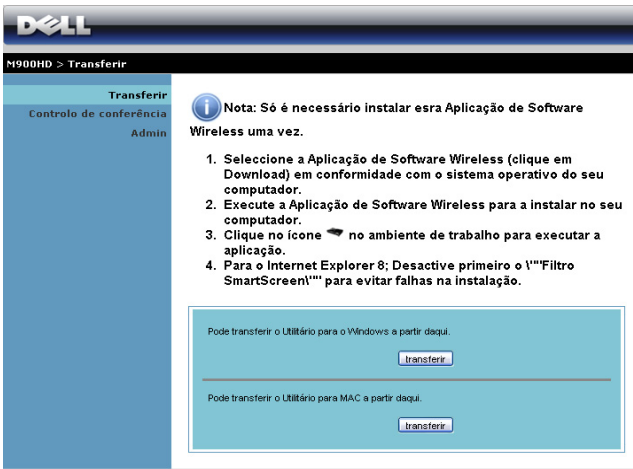 DELL
M900HD > Transferir
Transferir
Controlo de conferência
Admin
Nota: Só é necessário instalar esra Aplicação de Software
Wireless uma vez.
1. Seleccione a Aplicação de Software Wireless (clique em
Download) em conformidade com o sistema operativo do seu
computador.
2. Execute a Aplicação de Software Wireless para a instalar no seu
computador.
3. Clique no ícone no ambiente de trabalho para executar a
aplicação.
4. Para o Internet Explorer 8; Desactive primeiro o \""Filtro
SmartScreen\"" para evitar falhas na instalação.
Pode transferir o Utilitário para o Windows a partir daqui.
transferir
Pode transferir o Utilitário para MAC a partir daqui.
transferir